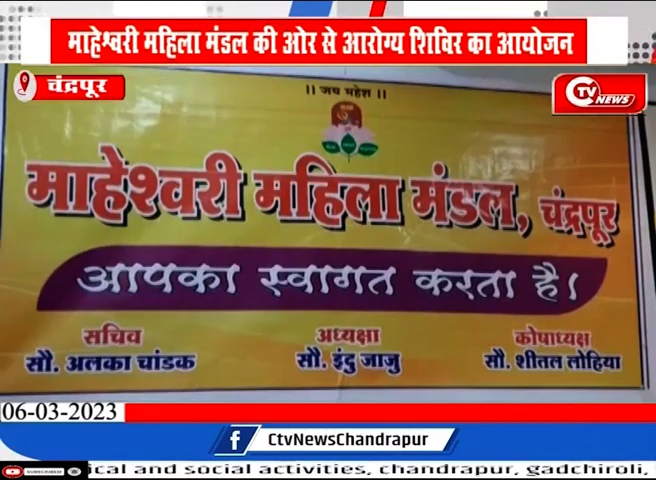 माहेश्वरी महिला मंडल की ओर से आरोग्य शिविर का आयोजन
चंद्रपूर
CTV NEWS
।। जय महेश ।।
माहेश्वरी महिला मंडल, चंद्रपूर
आपका स्वागत करता है।
सचिव
सौ. अलका चांडक
अध्यक्षा
सौ. इंदु जाजु
कोषाध्यक्ष
सौ. शीतल लोहिया
06-03-2023
CtvNewsChandrapur
ical and social activities, chandrapur, gadchiroli,